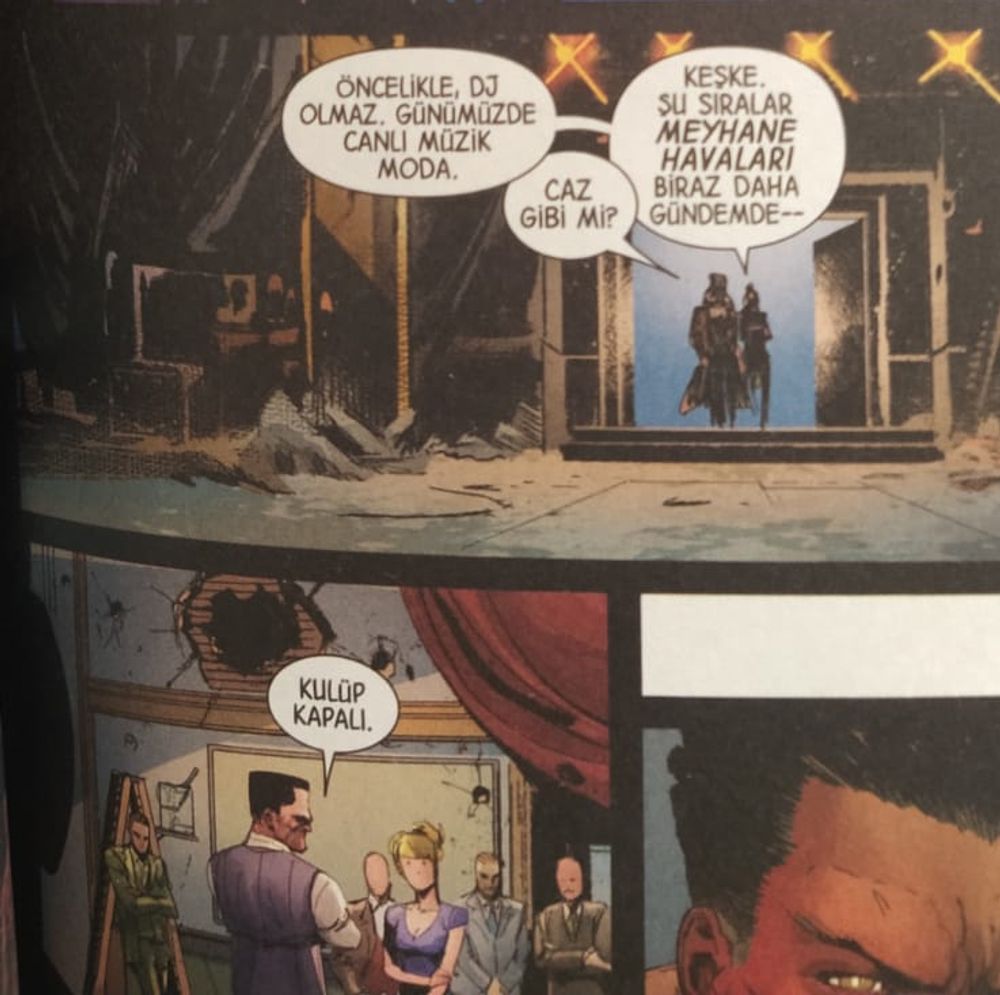 ÖNCELİKLE, DJ
OLMAZ. GÜNÜMÜZDE
CANLI MÜZİK
MODA.
CAZ
GİBİ Mİ?
KEŞKE.
ŞU SIRALAR
MEYHANE
HAVALARI
BİRAZ DAHA
GÜNDEMDE--
KULÜP
KAPALI.